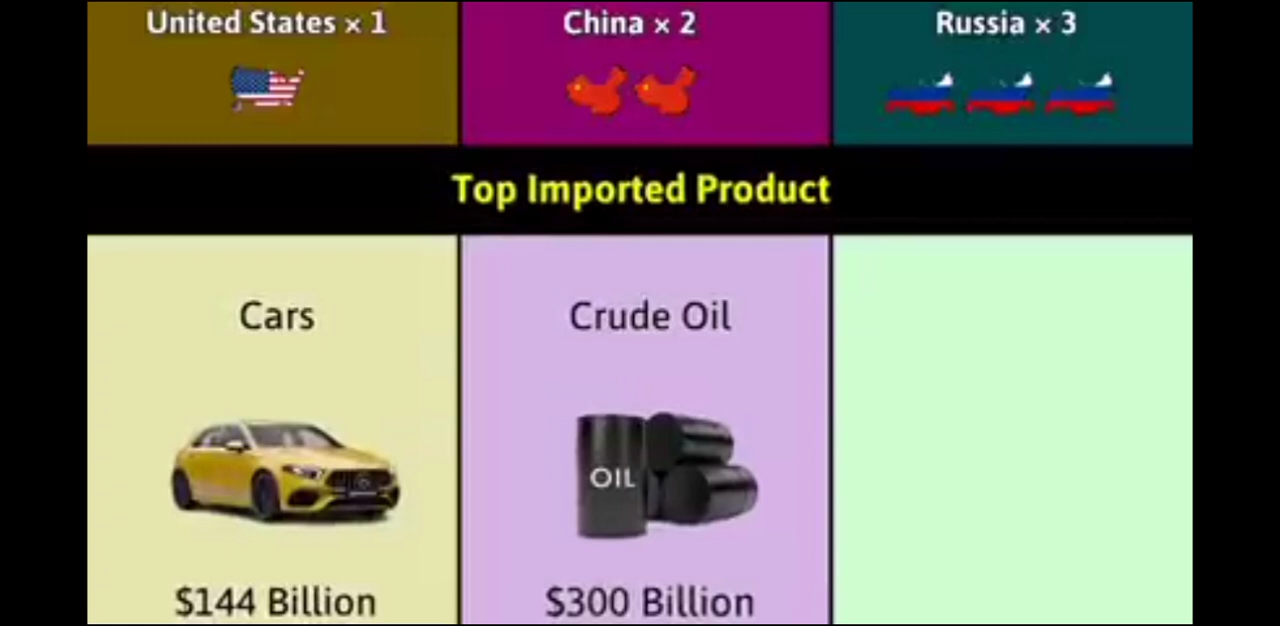 United States × 1
China × 2
Russia × 3
Top Imported Product
Cars
Crude Oil
OIL
$144 Billion
$300 Billion